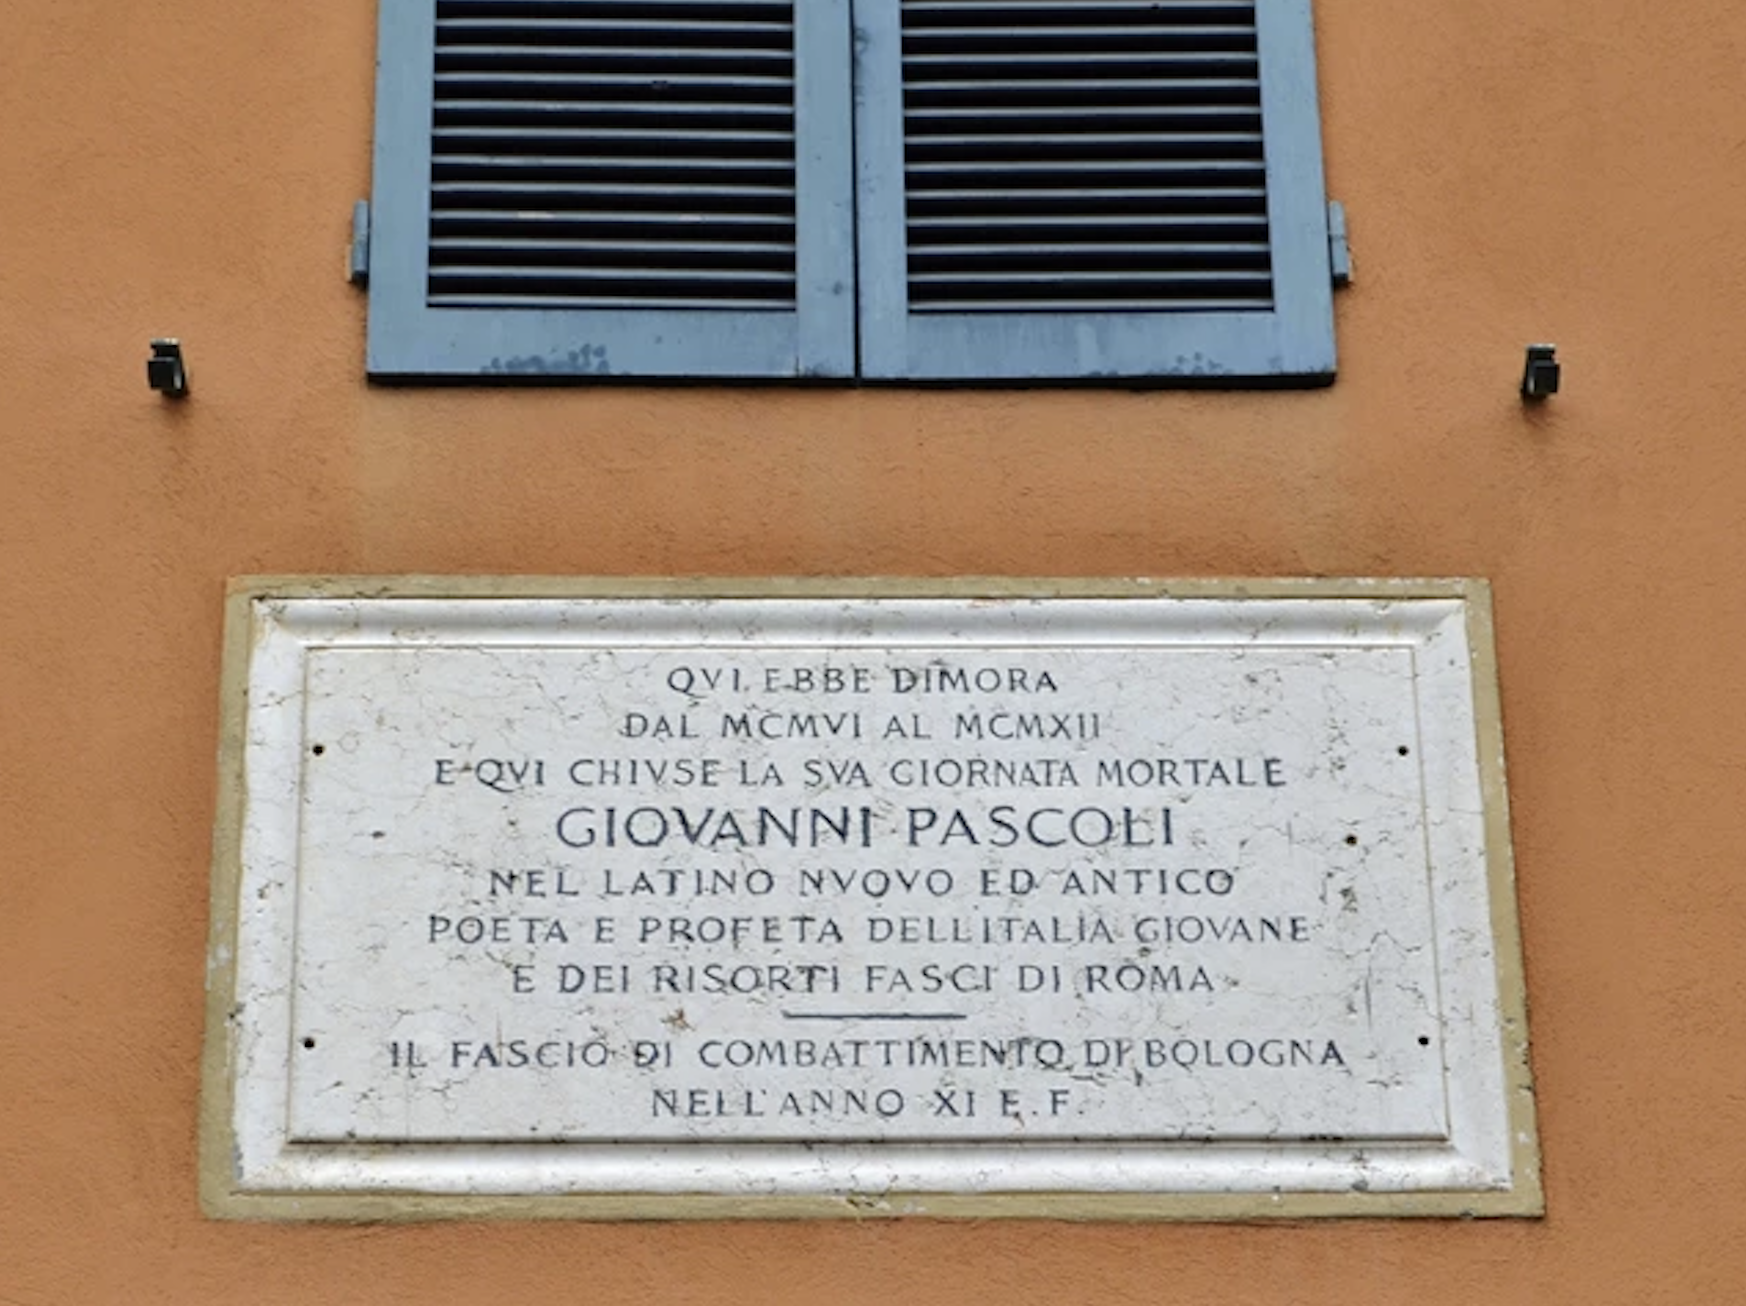 QVI EBBE DIMORA
DAL MCMVI AL MCMXII
E QVI CHIVSE LA SVA GIORNATA MORTALE
GIOVANNI PASCOLI
NEL LATINO NVOVO ED ANTICO
POETA E PROFETA DELL'ITALIA GIOVANE
E DEI RISORTI FASCI DI ROMA
IL FASCIO DI COMBATTIMENTO DI BOLOGNA
NELL'ANNO XI E. F.